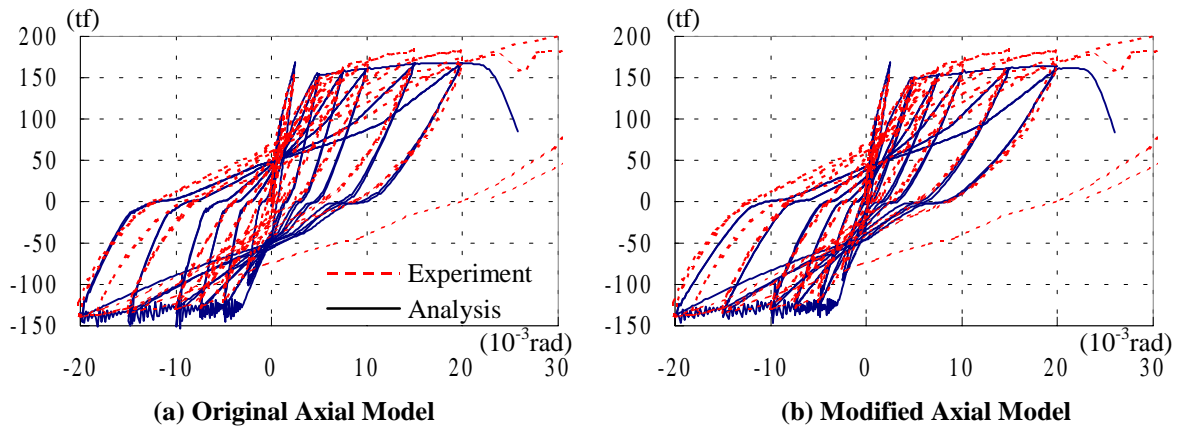 (tf)
200
150
100
50
0
-50
-100
-150
Experiment
Analysis
(10-3rad)
-20 -10 0 10 20 30
(a) Original Axial Model
(tf)
200
150
100
50
0
-50
-100
-150
(10-3rad)
-20 -10 0 10 20 30
(b) Modified Axial Model